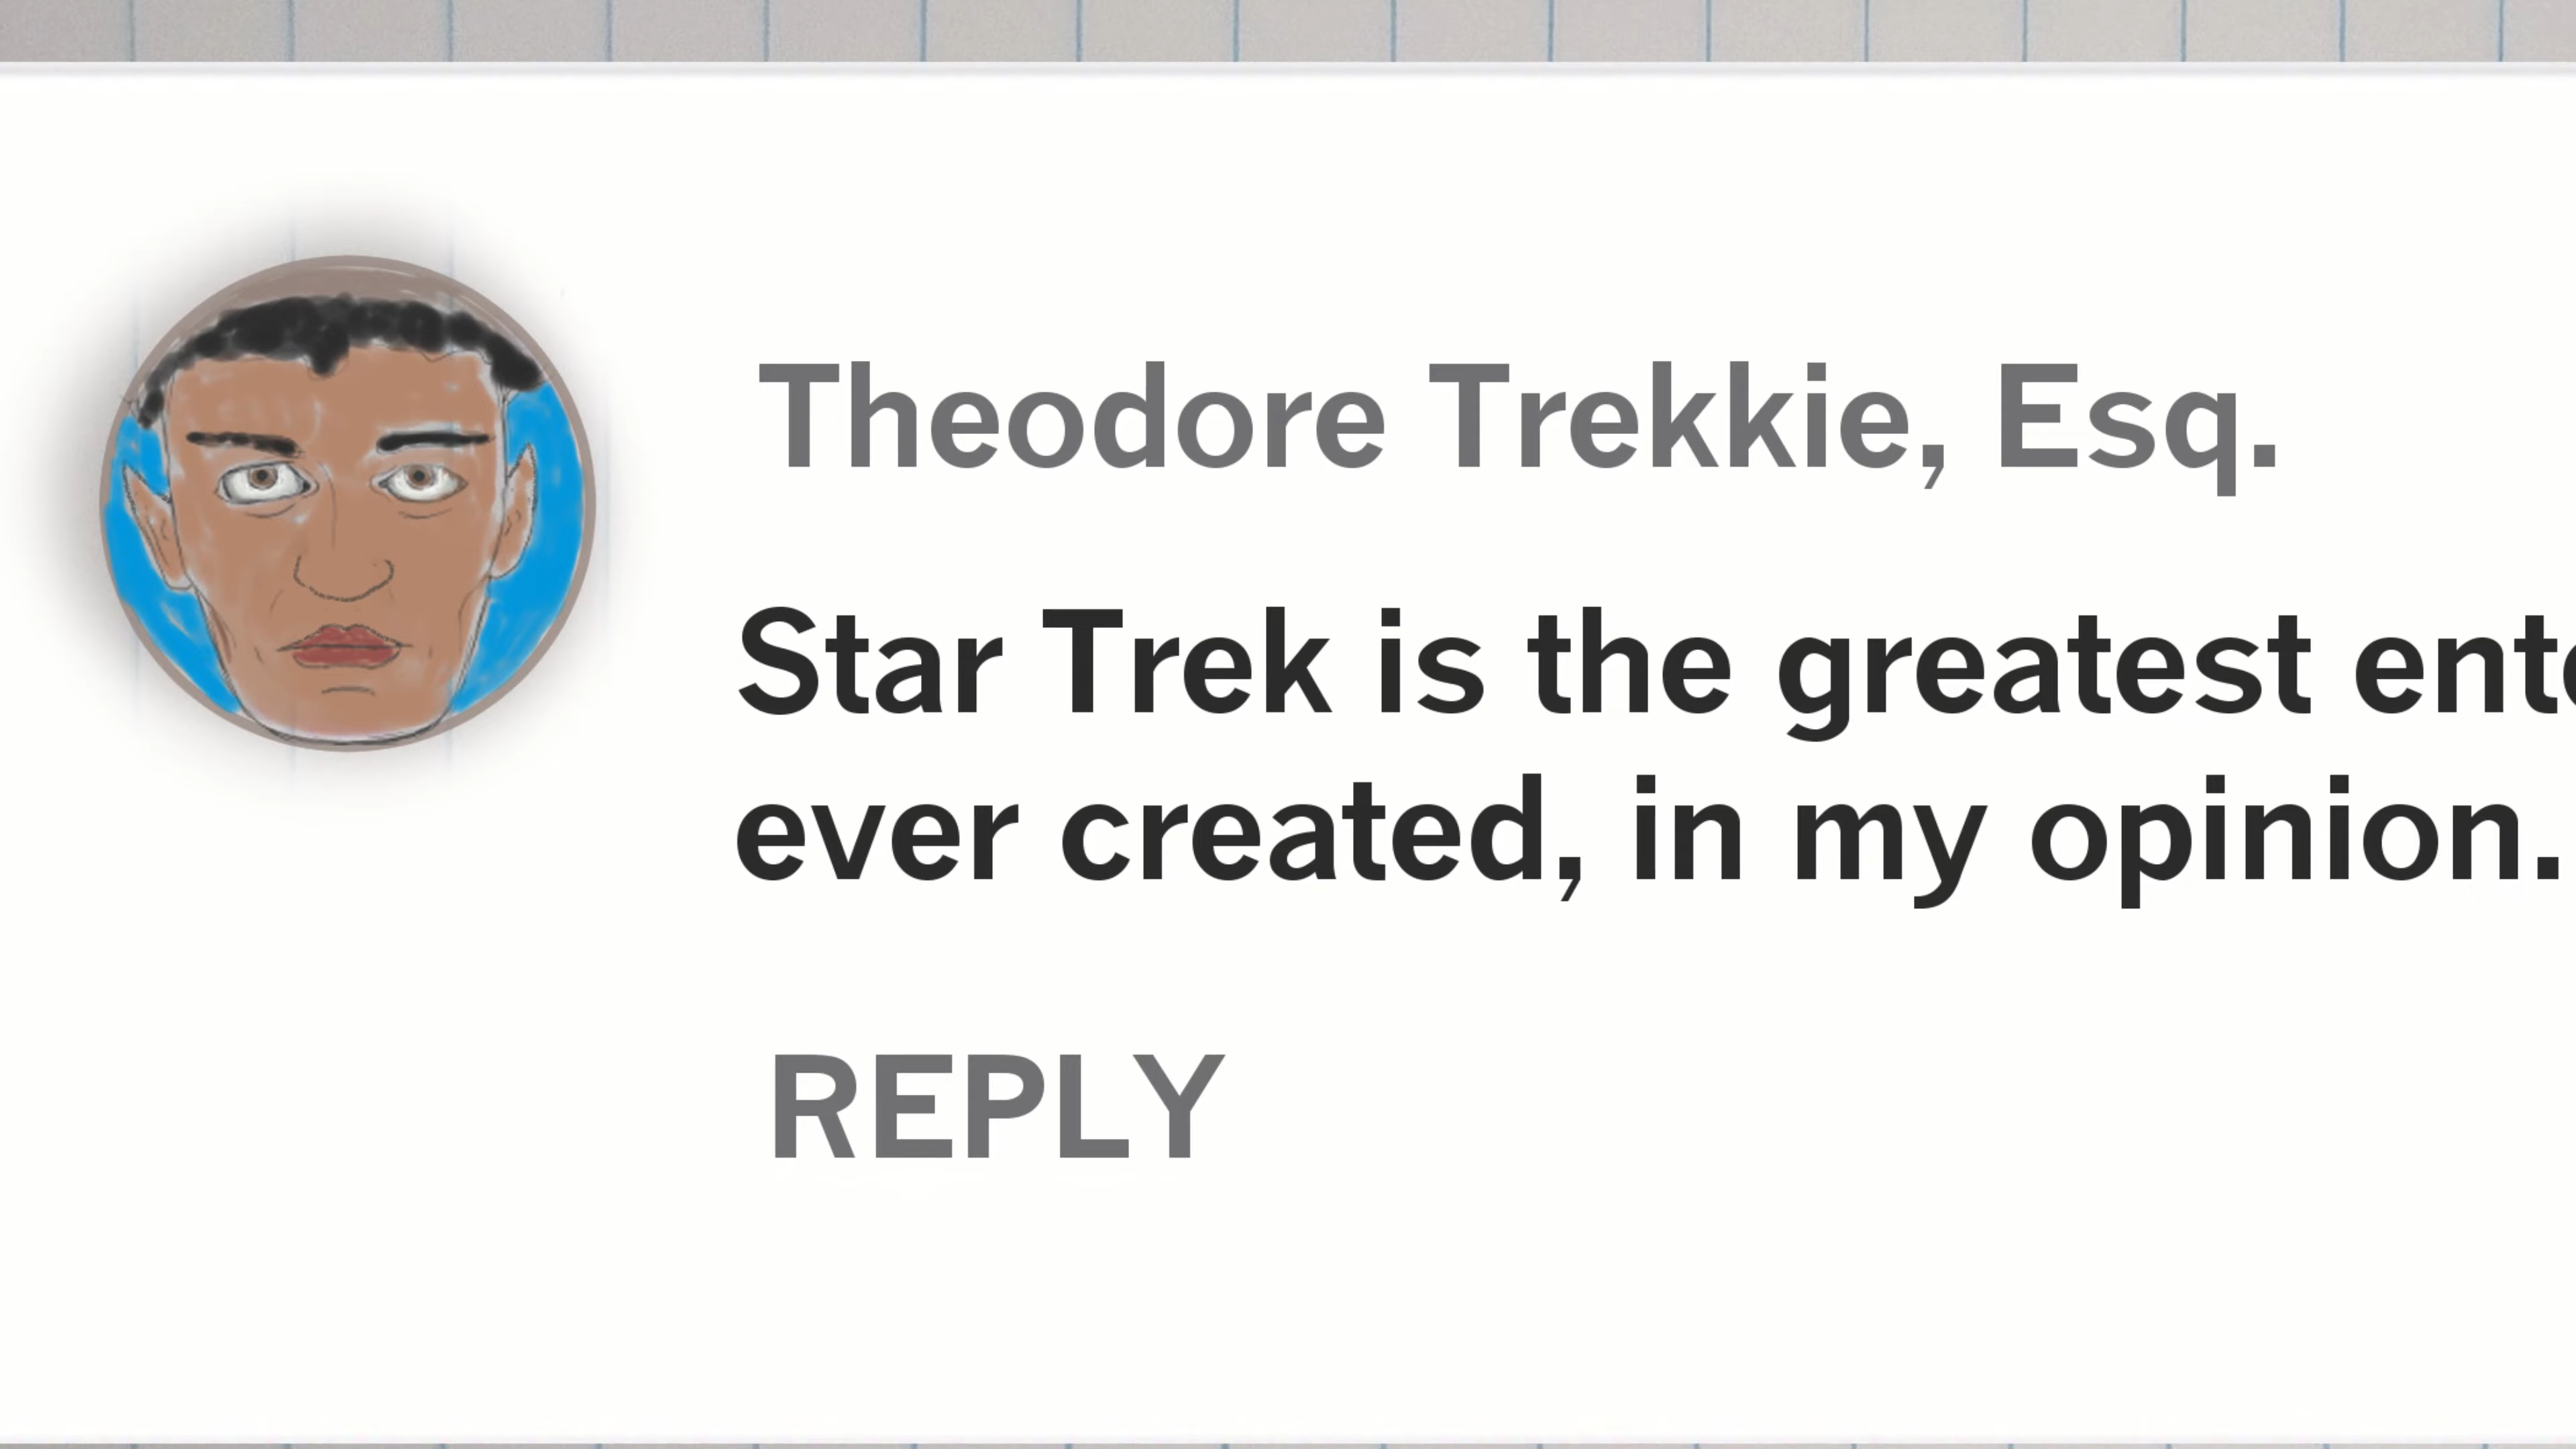 Theodore Trekkie, Esq.
Star Trek is the greatest
ever created, in my opinion.
REPLY